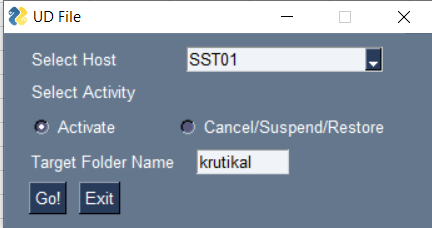 UD File
Select Host SST01
Select Activity
Activate Cancel/Suspend/Restore
Target Folder Name krutikal
Go! Exit